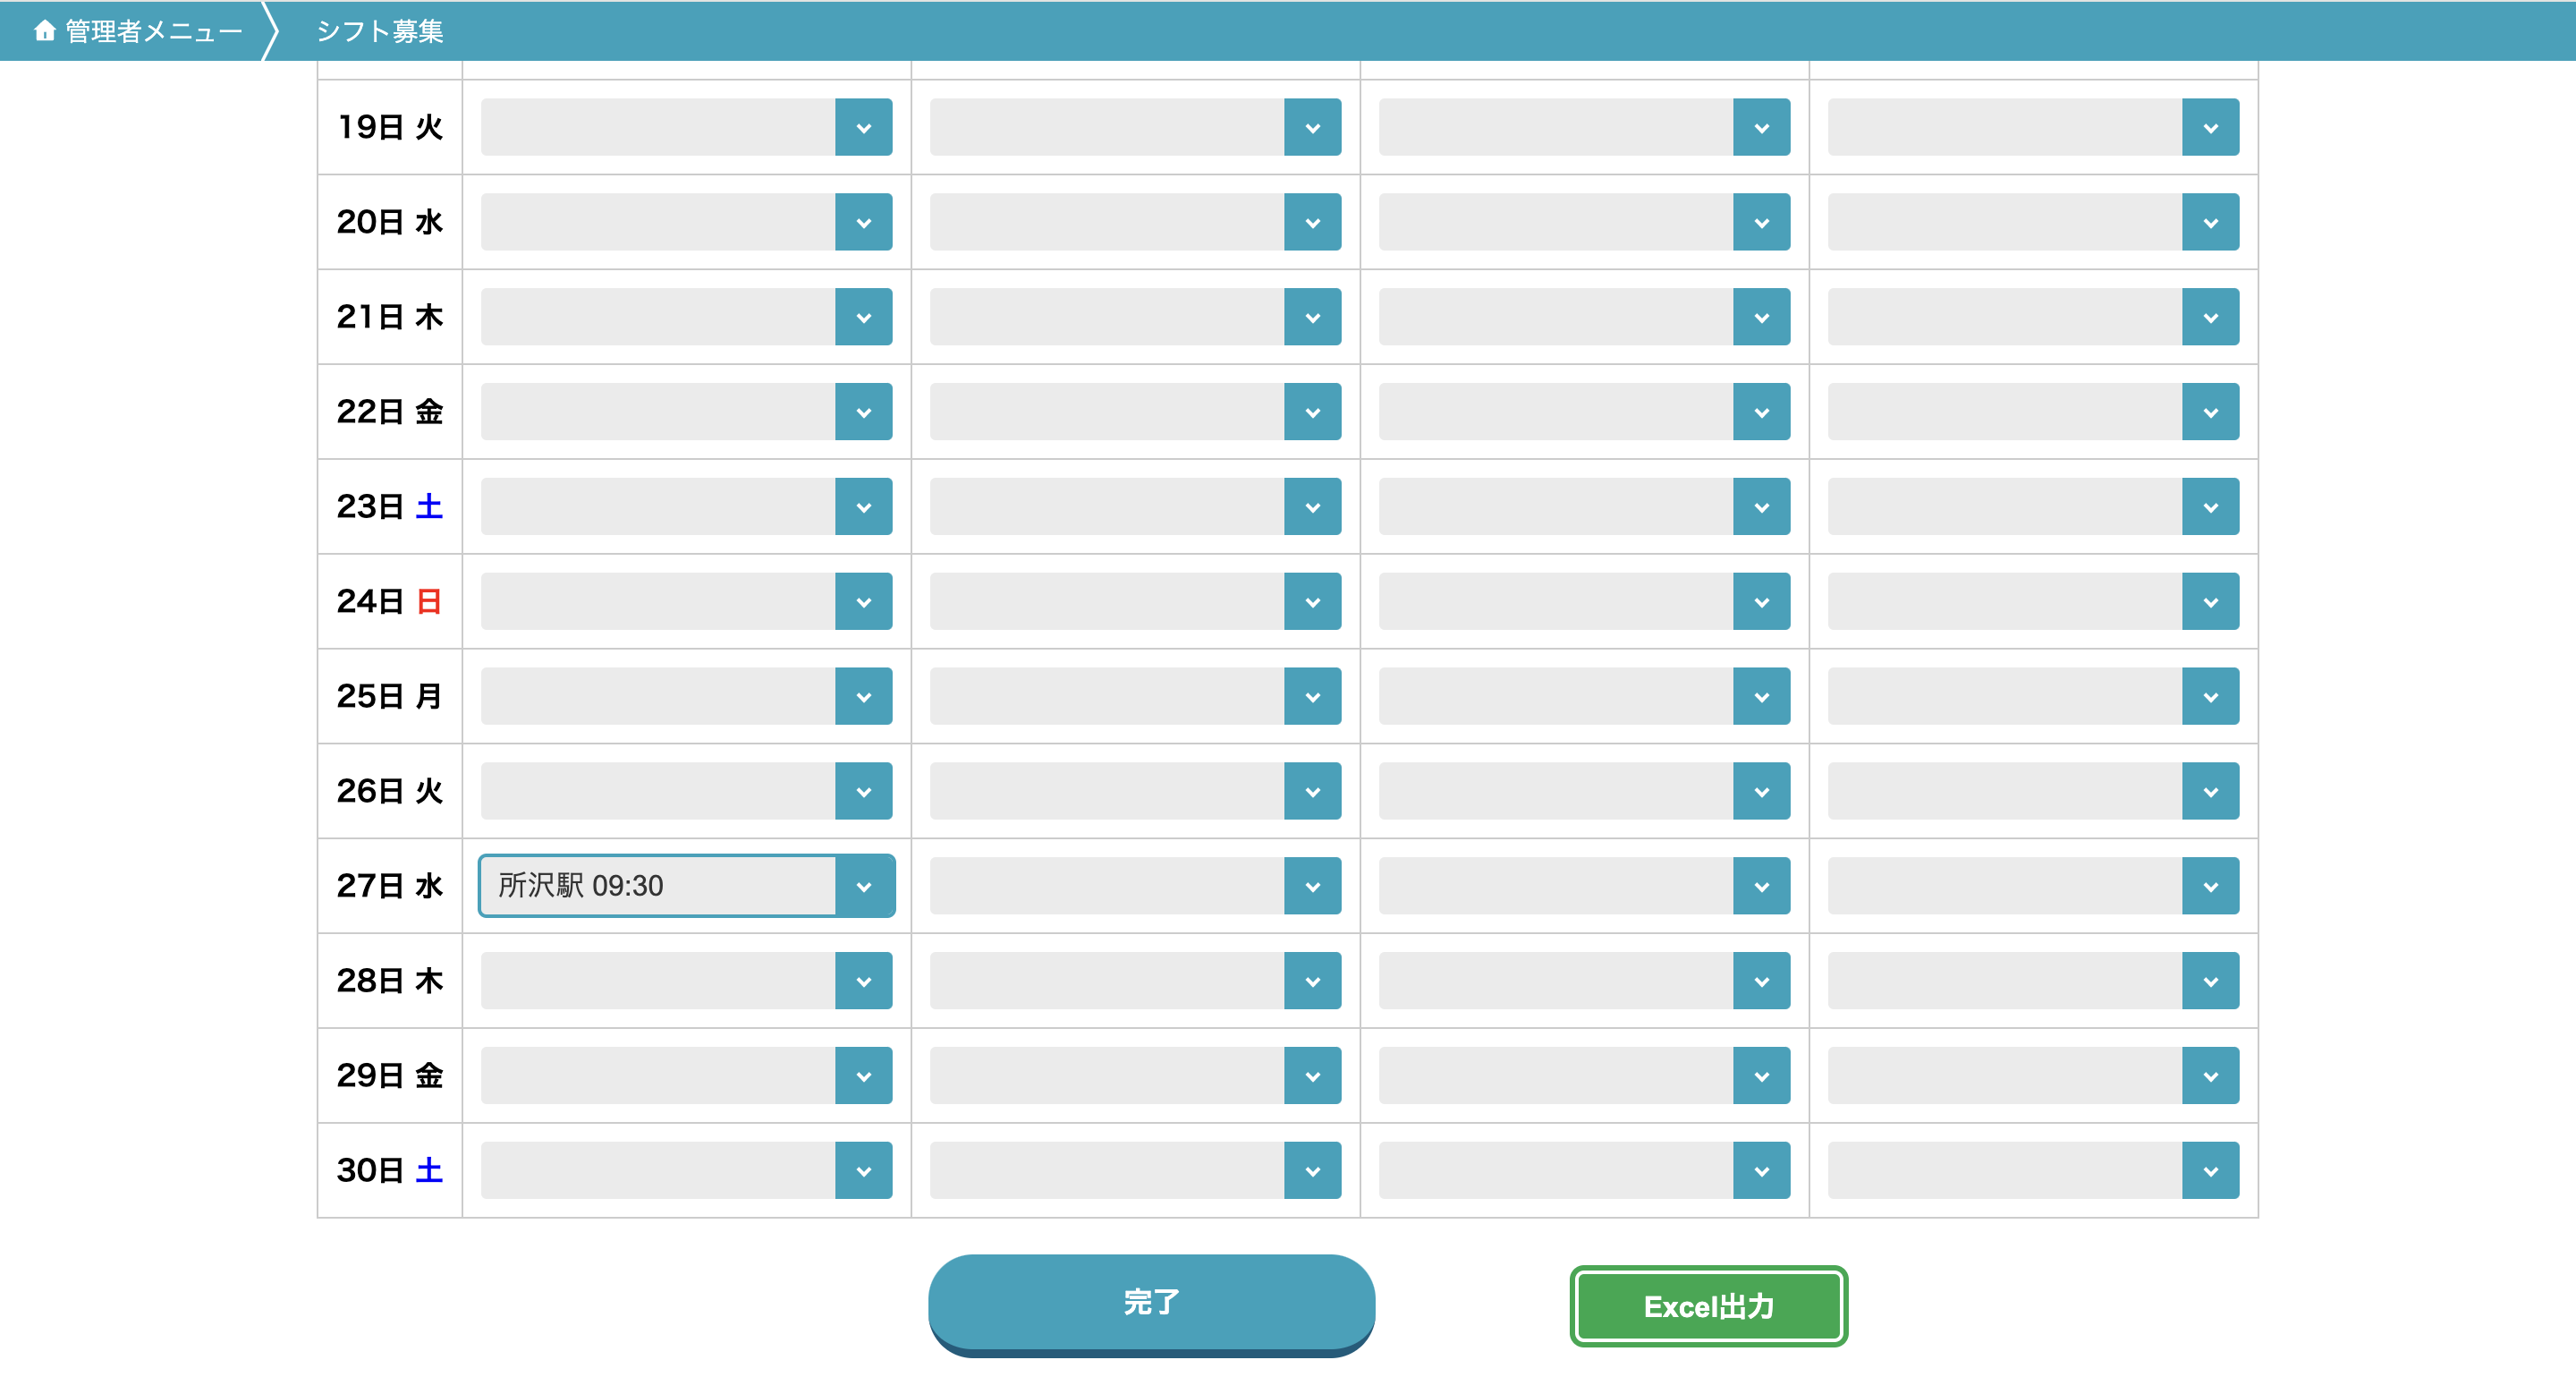 管理者メニュー シフト募集
19日 火
20日 水
21日 木
22日 金
23日 土
24日 日
25日 月
26日 火
27日 水 所沢駅 09:30
28日 木
29日 金
30日 土
完了 Excel出力